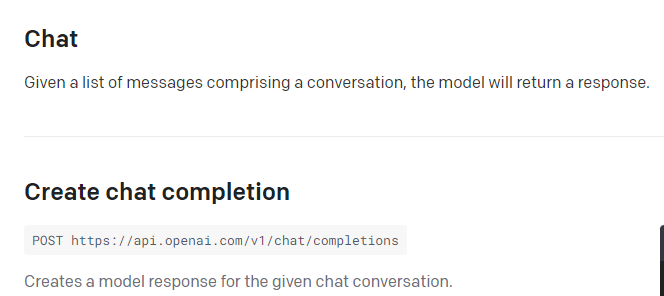 Chat
Given a list of messages comprising a conversation, the model will return a response.
Create chat completion
POST https://api.openai.com/v1/chat/completions
Creates a model response for the given chat conversation.